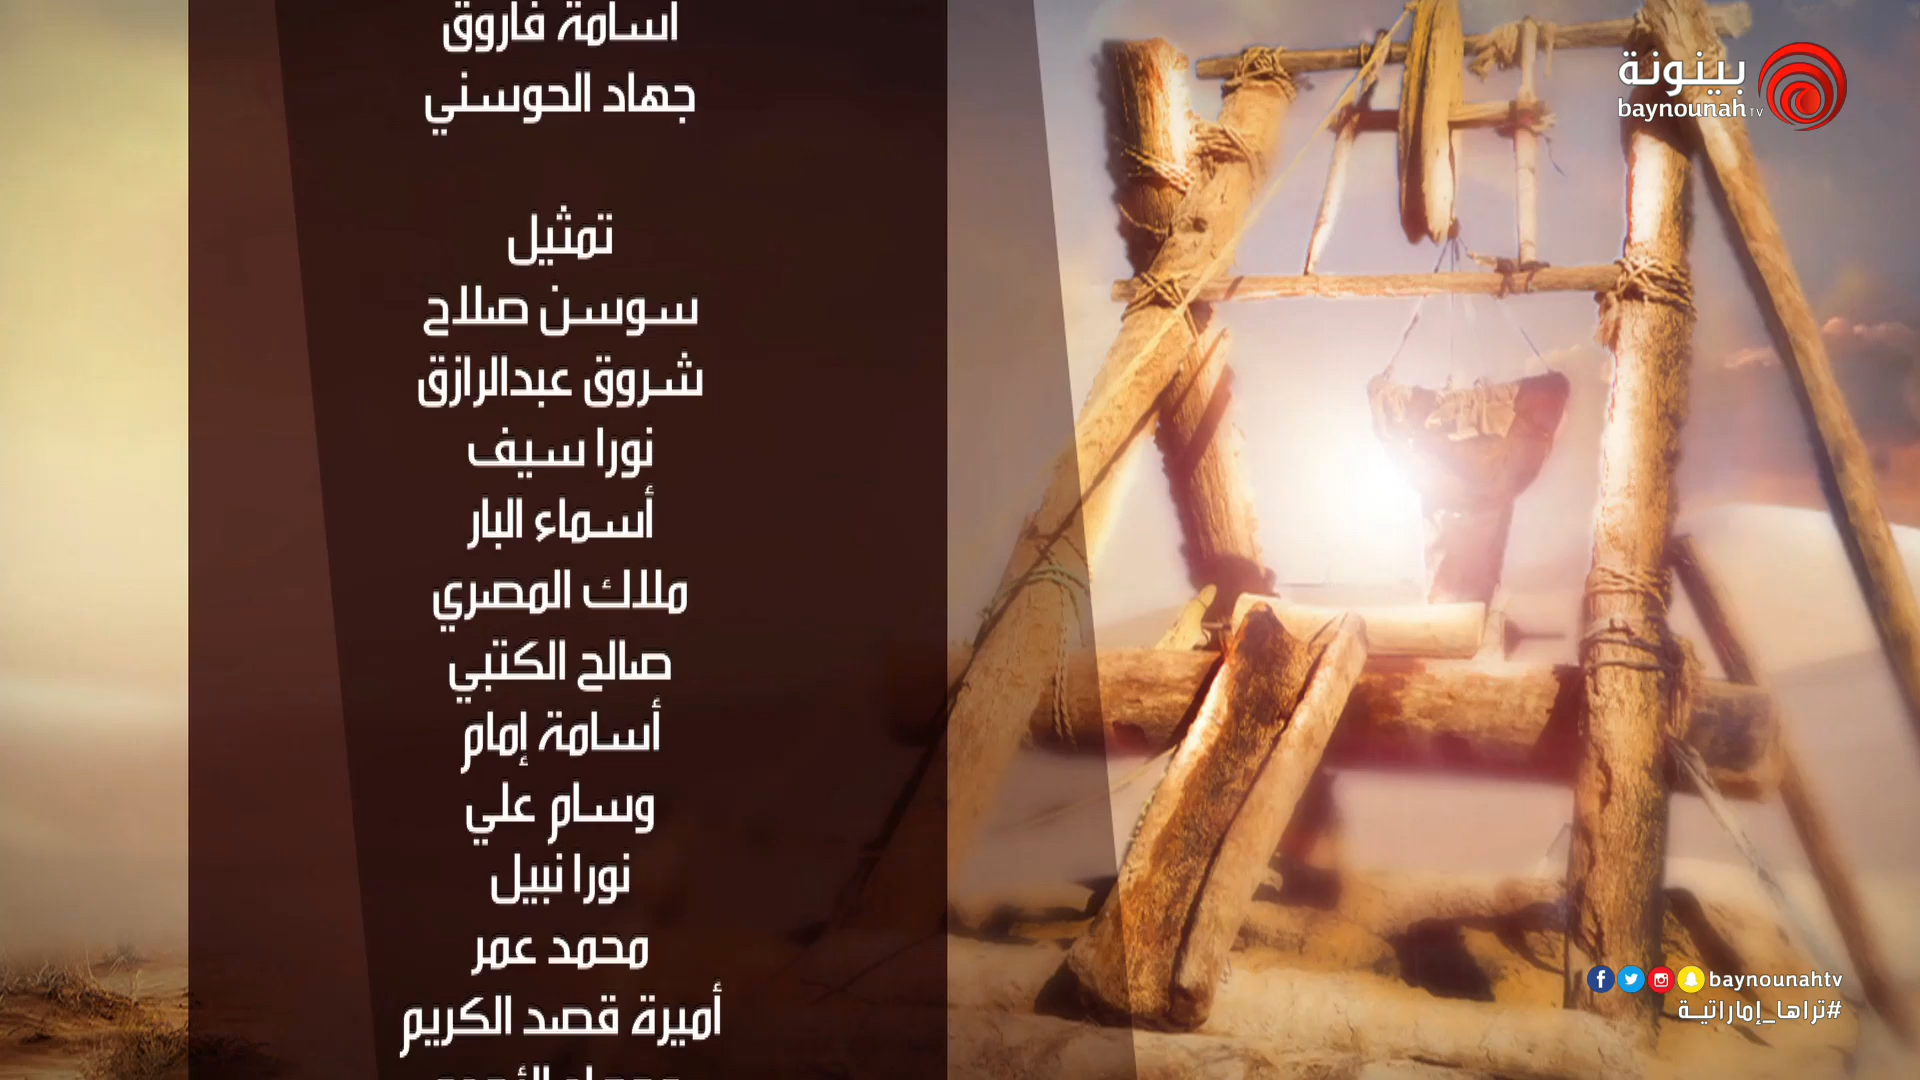 أسامة فاروق
جهاد الحوسني
تمثيل
سوسن صلاح
شروق عبدالرازق
نورا سيف
أسماء البار
ملاك المصري
صالح الكتبي
أسامة إمام
وسام علي
نورا نبيل
محمد عمر
أميرة قصد الكريم
بينونة
baynounah TV
baynounahtv
#تراها_إماراتية